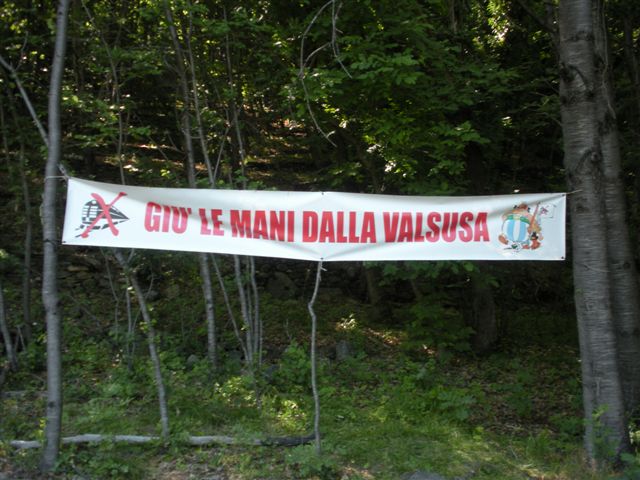 GIU' LE MANI DALLA VALSUSA